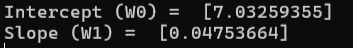 Intercept (W0) =  [7.03259355]
Slope (W1) =  [0.04753664]